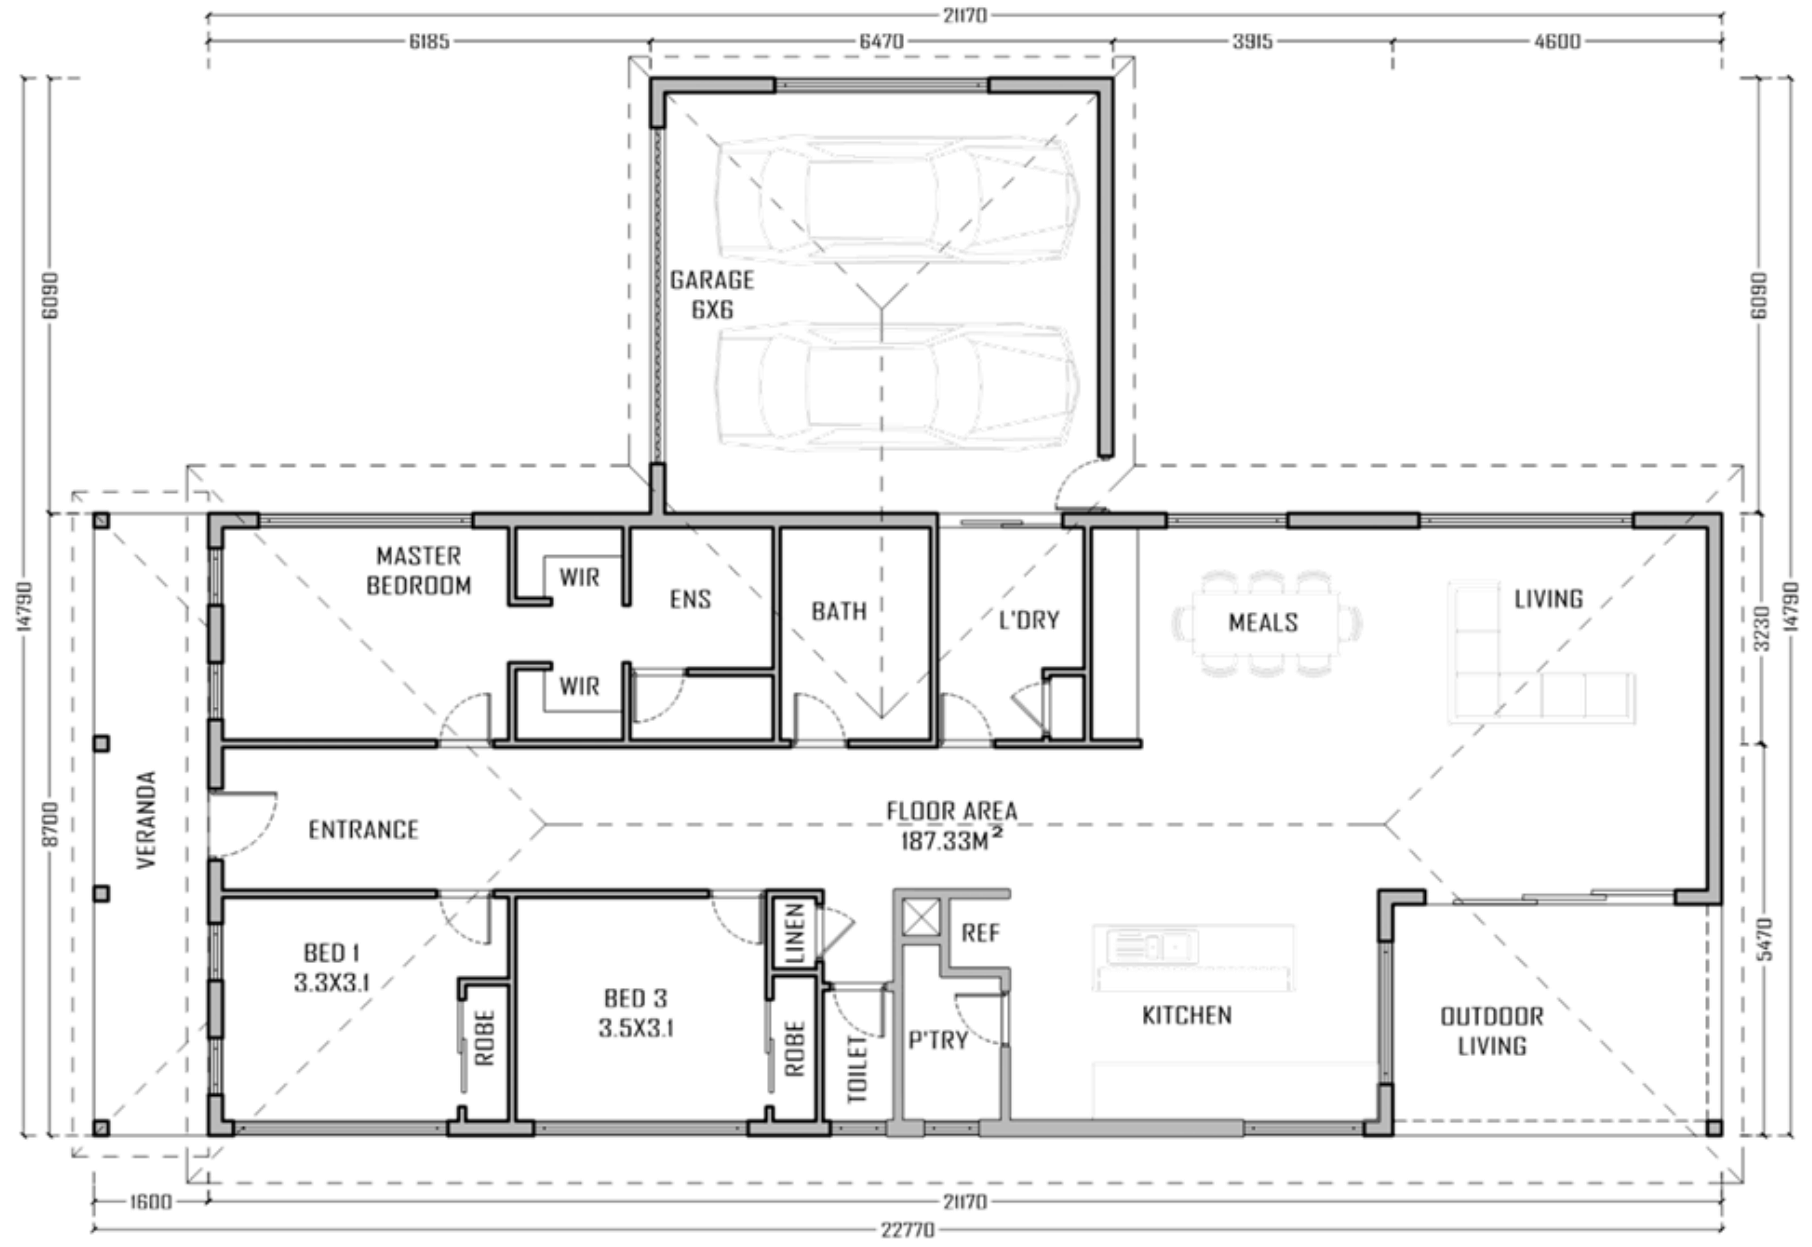 21170
6185
6470
3915
4600
6090
14790
8700
GARAGE
6X6
6090
3230
14790
5470
MASTER
BEDROOM
WIR
WIR
ENS
BATH
L'DRY
MEALS
LIVING
VERANDA
ENTRANCE
FLOOR AREA
187.33M²
BED 1
3.3X3.1
ROBE
BED 3
3.5X3.1
LINEN
ROBE
TOILET
REF
P'TRY
KITCHEN
OUTDOOR
LIVING
1600
21170
22770